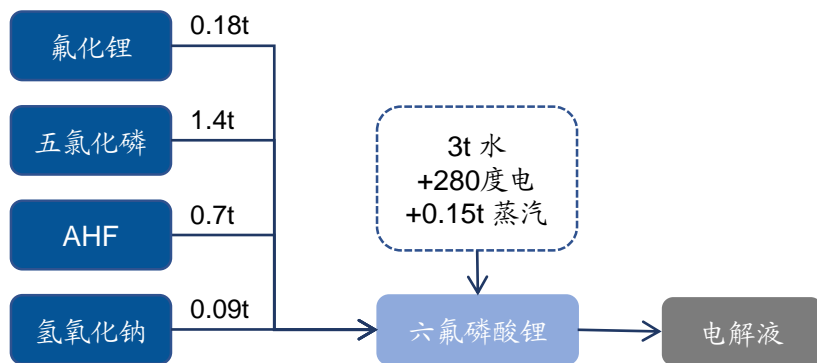 氟化锂
0.18t
五氯化磷
1.4t
AHF
0.7t
氢氧化钠
0.09t
3t 水
+280度电
+0.15t 蒸汽
六氟磷酸锂
电解液